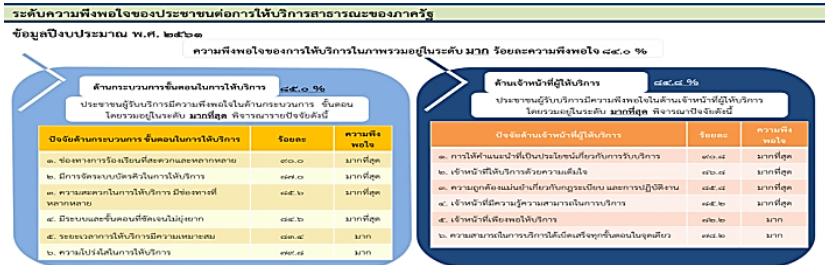 ระดับความพึงพอใจของประชาชนต่อการให้บริการสาธารณะของภาครัฐ
ข้อมูลปีงบประมาณ พ.ศ. ๒๕๖๑
ความพึงพอใจของการให้บริการในภาพรวมอยู่ในระดับ มาก ร้อยละความพึงพอใจ ๘๔.๐ %
ด้านกระบวนการขั้นตอนในการให้บริการ ๘๕.๐ %
ประชาชนผู้รับบริการมีความพึงพอใจในด้านกระบวนการ ขั้นตอน
โดยรวมอยู่ในระดับ มากที่สุด พิจารณารายปัจจัยดังนี้
ปัจจัยด้านกระบวนการ ขั้นตอนในการให้บริการ ร้อยละ ความพึงพอใจ
๑. ช่องทางการร้องเรียนที่สะดวกและหลากหลาย ๙๐.๐ มากที่สุด
๒. มีการจัดระบบบัตรคิวในการให้บริการ ๘๗.๐ มากที่สุด
๓. ความสะดวกในการให้บริการ มีช่องทางที่
หลากหลาย ๘๕.๖ มากที่สุด
๔. มีระบบและขั้นตอนที่ชัดเจนไม่ยุ่งยาก ๘๔.๖ มากที่สุด
๕. ระยะเวลาการให้บริการมีความเหมาะสม ๘๓.๔ มาก
๖. ความโปร่งใสในการให้บริการ มาก
ด้านเจ้าหน้าที่ผู้ให้บริการ ๘๔.๘ %
ประชาชนผู้รับบริการมีความพึงพอใจในด้านเจ้าหน้าที่ผู้ให้บริการ
โดยรวมอยู่ในระดับ มากที่สุด พิจารณาปัจจัยดังนี้
ปัจจัยด้านเจ้าหน้าที่ผู้ให้บริการ ร้อยละ ความพึงพอใจ
๑. การให้คำแนะนำที่เป็นประโยชน์เกี่ยวกับการรับบริการ ๙๐.๘ มากที่สุด
๒. เจ้าหน้าที่ให้บริการด้วยความเต็มใจ มากที่สุด
๓. ความถูกต้องแม่นยำเกี่ยวกับกฎระเบียบ และการปฏิบัติงาน ๘๕.๘ มากที่สุด
๔. เจ้าหน้าที่มีความรู้ความสามารถในการบริการ ๘๕.๒ มากที่สุด
๕. เจ้าหน้าที่เพียงพอให้บริการ มาก
๖. ความสามารถในการบริการได้เบ็ดเสร็จทุกขั้นตอนในจุดเดียว มาก